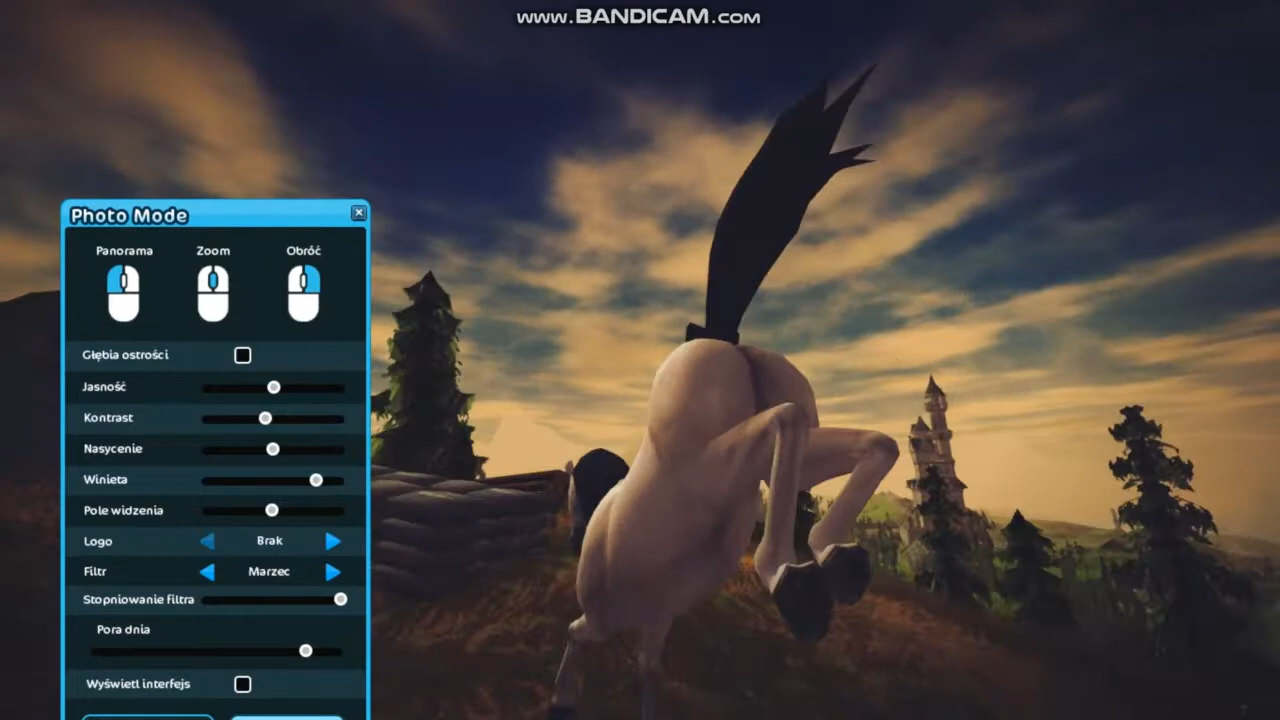 www.BANDICAM.com
Photo Mode
Panorama Zoom Obróć
Głębia ostrości
Jasność
Kontrast
Nasycenie
Winieta
Pole widzenia
Logo Brak
Filtr Marzec
Stopniowanie filtra
Pora dnia
Wyświetl interfejs